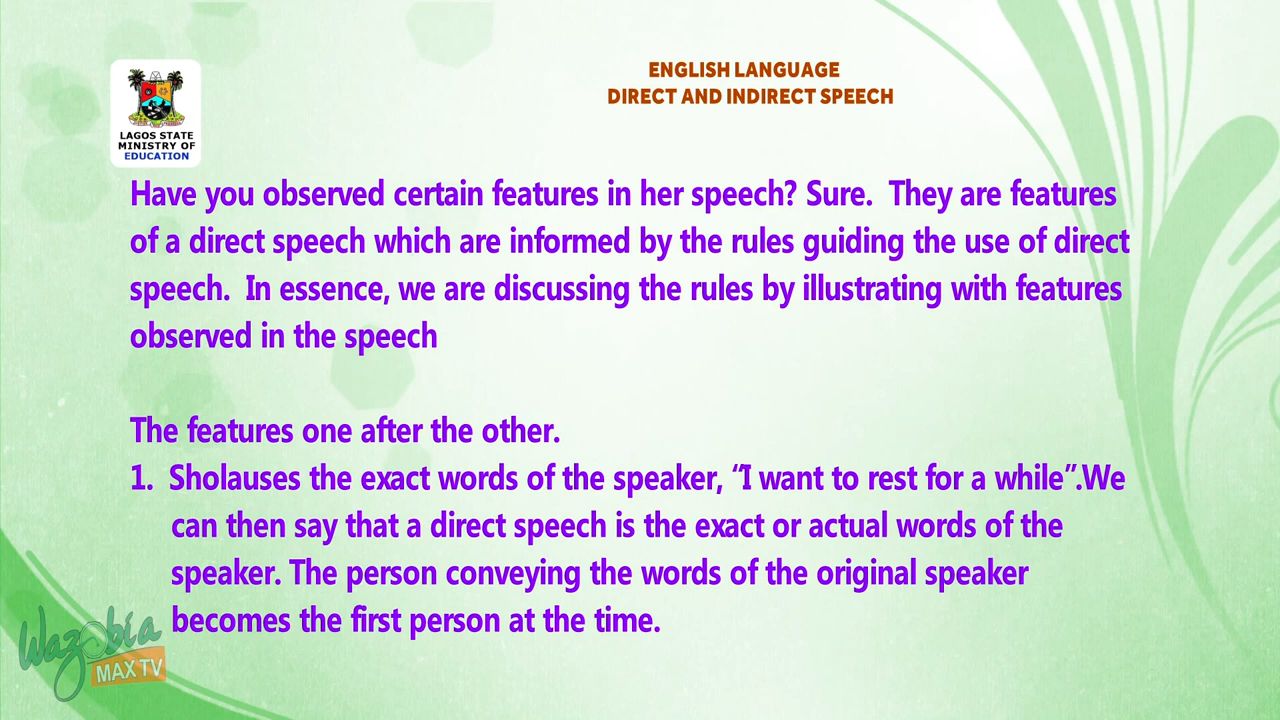 ENGLISH LANGUAGE
DIRECT AND INDIRECT SPEECH
LAGOS STATE
MINISTRY OF
EDUCATION
Have you observed certain features in her speech? Sure.  They are features
of a direct speech which are informed by the rules guiding the use of direct
speech.  In essence, we are discussing the rules by illustrating with features
observed in the speech
The features one after the other.
1.  Sholauses the exact words of the speaker, “I want to rest for a while”.We
can then say that a direct speech is the exact or actual words of the
speaker. The person conveying the words of the original speaker
becomes the first person at the time.
Wazobia
MAX TV